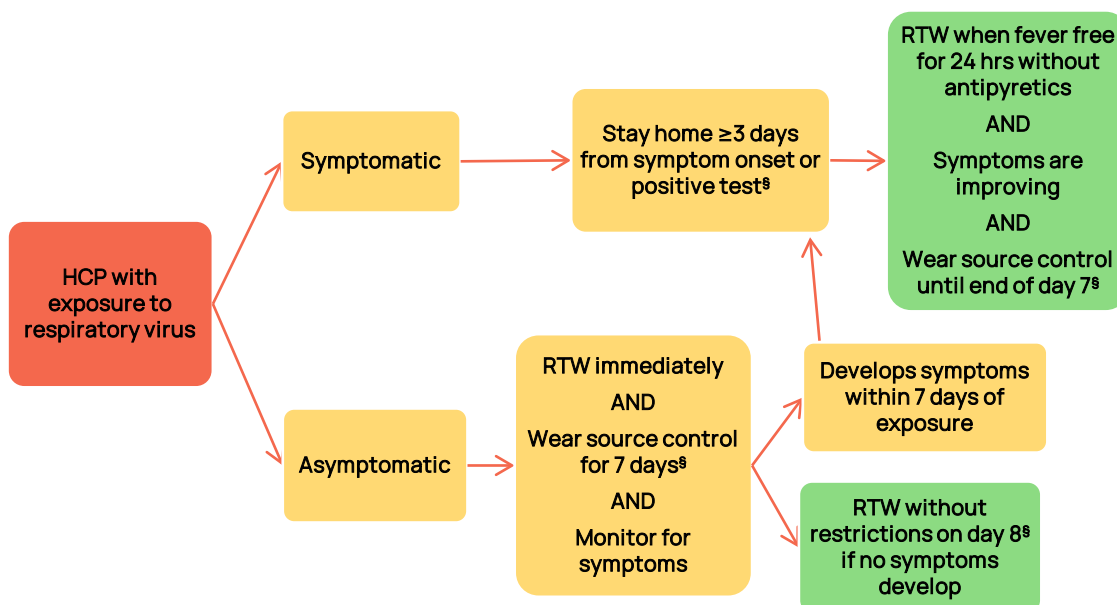 HCP with
exposure to
respiratory virus
Symptomatic
Stay home ≥3 days
from symptom onset or
positive test§
RTW when fever free
for 24 hrs without
antipyretics
AND
Symptoms are
improving
AND
Wear source control
until end of day 7§
Asymptomatic
RTW immediately
AND
Wear source control
for 7 days§
AND
Monitor for
symptoms
Develops symptoms
within 7 days of
exposure
RTW without
restrictions on day 8§
if no symptoms
develop